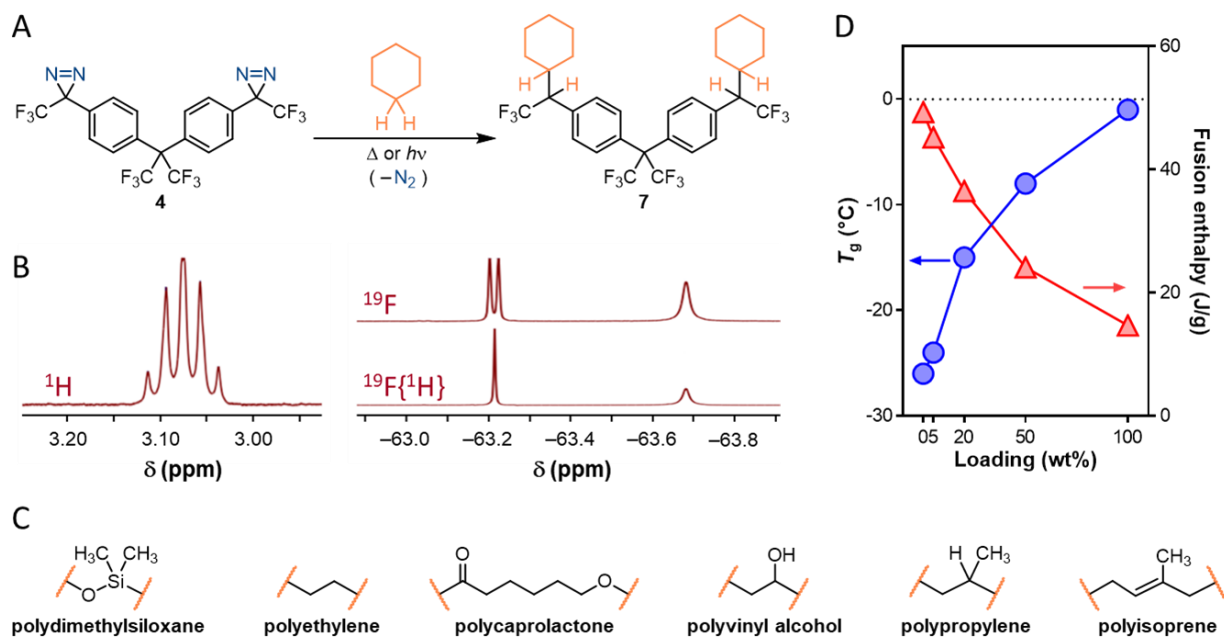 A
N=N
N=N
F3C
CF3
F3C CF3
4
H H
Δ or hν
(−N2)
H H
H H
F3C
CF3
F3C CF3
7
B
1H
3.20 3.10 3.00
δ (ppm)
19F
19F{1H}
−63.0 −63.2 −63.4 −63.6 −63.8
δ (ppm)
C
H3C CH3
Si
O
polydimethylsiloxane
polyethylene
O
O
polycaprolactone
OH
polyvinyl alcohol
H CH3
polypropylene
CH3
polyisoprene
D
Tg (°C)
0
-10
-20
-30
0 5 20 50 100
Loading (wt%)
60
40
20
0
Fusion enthalpy (J/g)